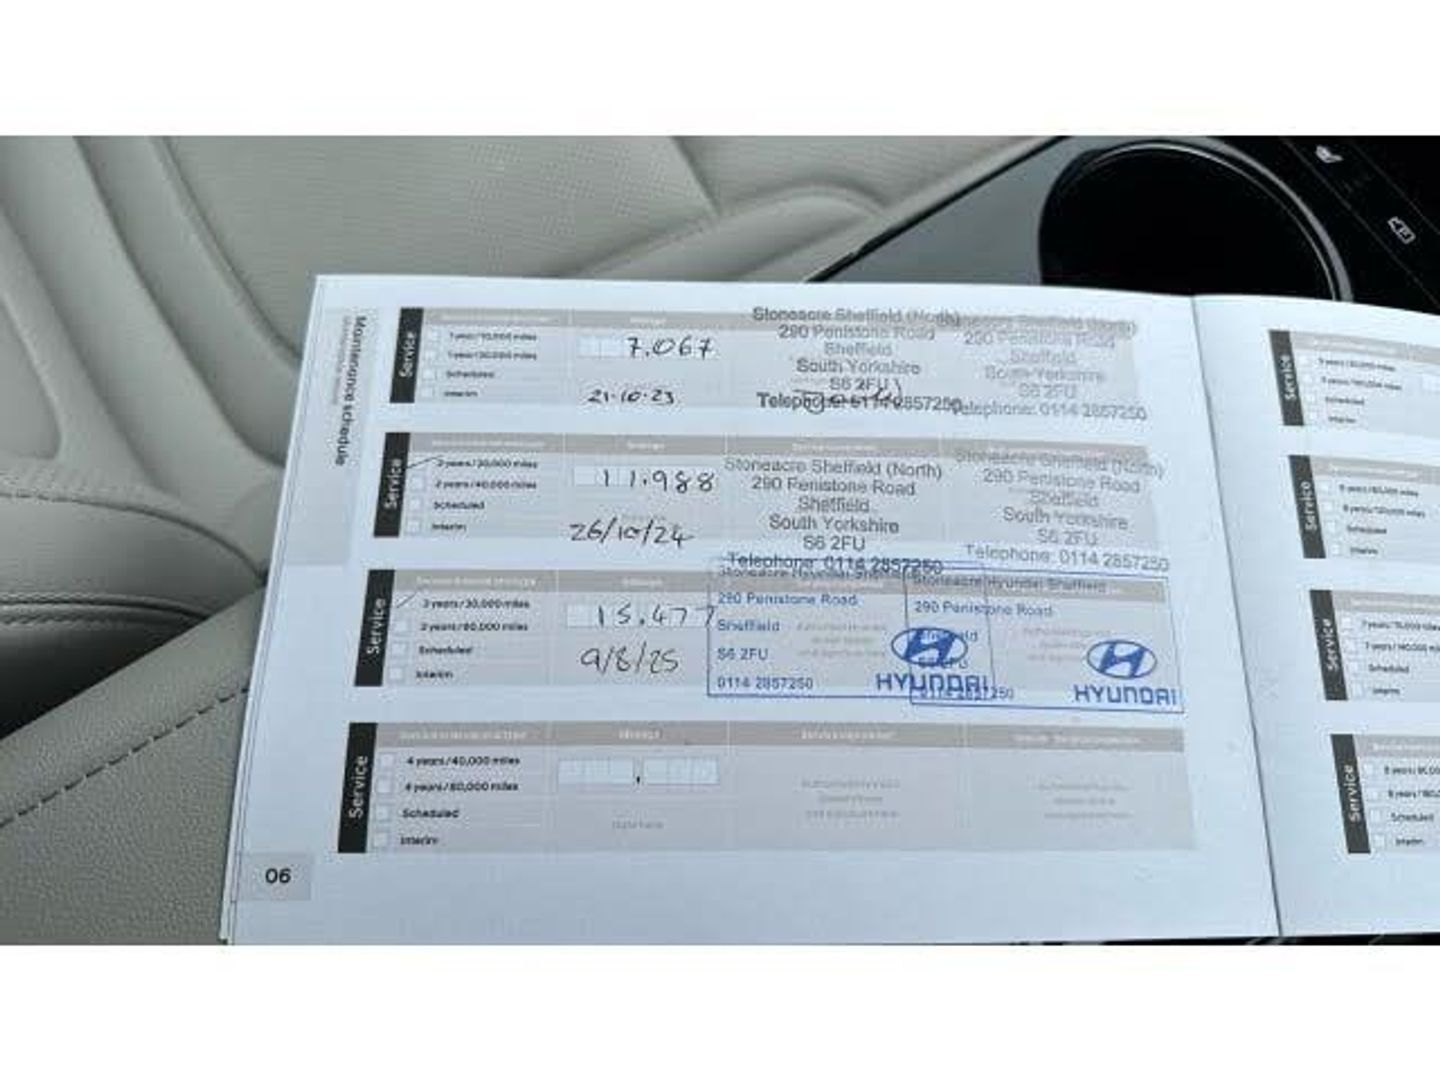 Maintenance schedule
Service
1 year/10,000 miles
1 year/20,000 miles
Scheduled
Interim
7.067
21-10-23
Stoneacre Sheffield (North)
290 Penistone Road
Sheffield
South Yorkshire
S6 2FU
Telephone: 0114 2857250
Stoneacre Sheffield (North)
290 Penistone Road
Sheffield
South Yorkshire
S6 2FU
Telephone: 0114 2857250
Service
2 years/20,000 miles
2 years/40,000 miles
Scheduled
Interim
11.988
26/10/24
Stoneacre Sheffield (North)
290 Penistone Road
Sheffield
South Yorkshire
S6 2FU
Telephone: 0114 2857250
Stoneacre Sheffield (North)
290 Penistone Road
Sheffield
South Yorkshire
S6 2FU
Telephone: 0114 2857250
Service
3 years/30,000 miles
3 years/60,000 miles
Scheduled
Interim
15.477
9/8/25
Stoneacre Hyundai Sheffield
290 Penistone Road
Sheffield
S6 2FU
0114 2857250
HYUNDAI
Stoneacre Hyundai Sheffield
290 Penistone Road
Sheffield
S6 2FU
0114 2857250
HYUNDAI
Service
4 years/40,000 miles
4 years/80,000 miles
Scheduled
Interim
06
Service
Scheduled
Interim
Service
Scheduled
Interim
Service
Scheduled
Interim
Service
Scheduled
Interim